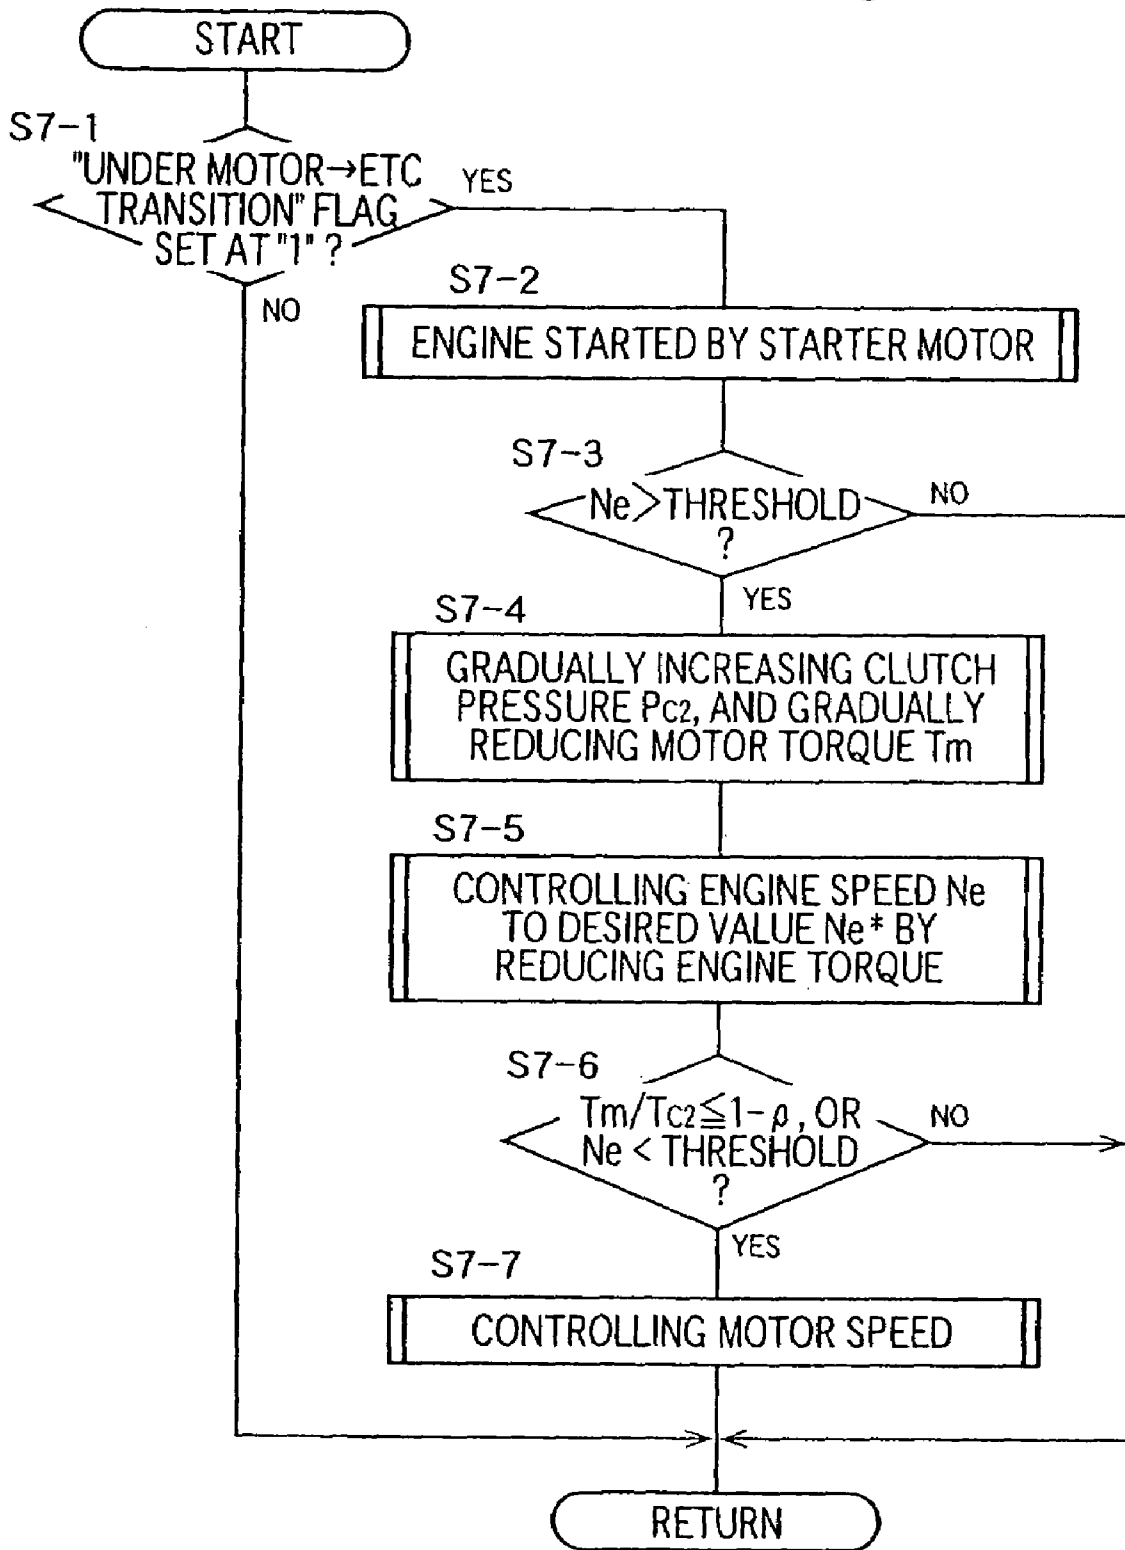 START
S7-1
"UNDER MOTOR→ETC
TRANSITION" FLAG
SET AT "1" ?
YES
NO
S7-2
ENGINE STARTED BY STARTER MOTOR
S7-3
Ne>THRESHOLD
?
NO
YES
S7-4
GRADUALLY INCREASING CLUTCH
PRESSURE PC2, AND GRADUALLY
REDUCING MOTOR TORQUE Tm
S7-5
CONTROLLING ENGINE SPEED Ne
TO DESIRED VALUE Ne* BY
REDUCING ENGINE TORQUE
S7-6
Tm/TC2≦1-ρ, OR
Ne < THRESHOLD
?
NO
YES
S7-7
CONTROLLING MOTOR SPEED
RETURN